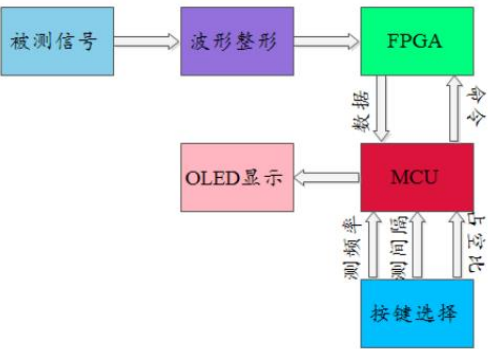 被测信号
波形整形
FPGA
数据
命令
OLED显示
MCU
测频率
测间隔
占空比
按键选择